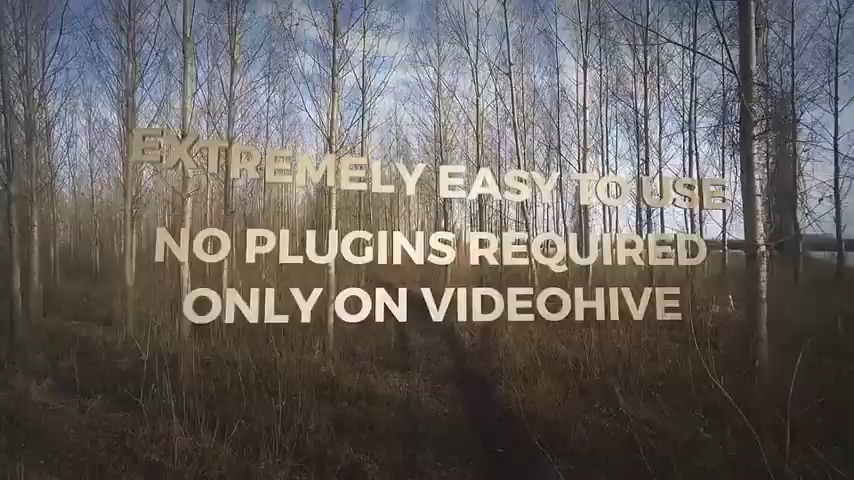 EXTREMELY EASY TO USE
NO PLUGINS REQUIRED
ONLY ON VIDEOHIVE